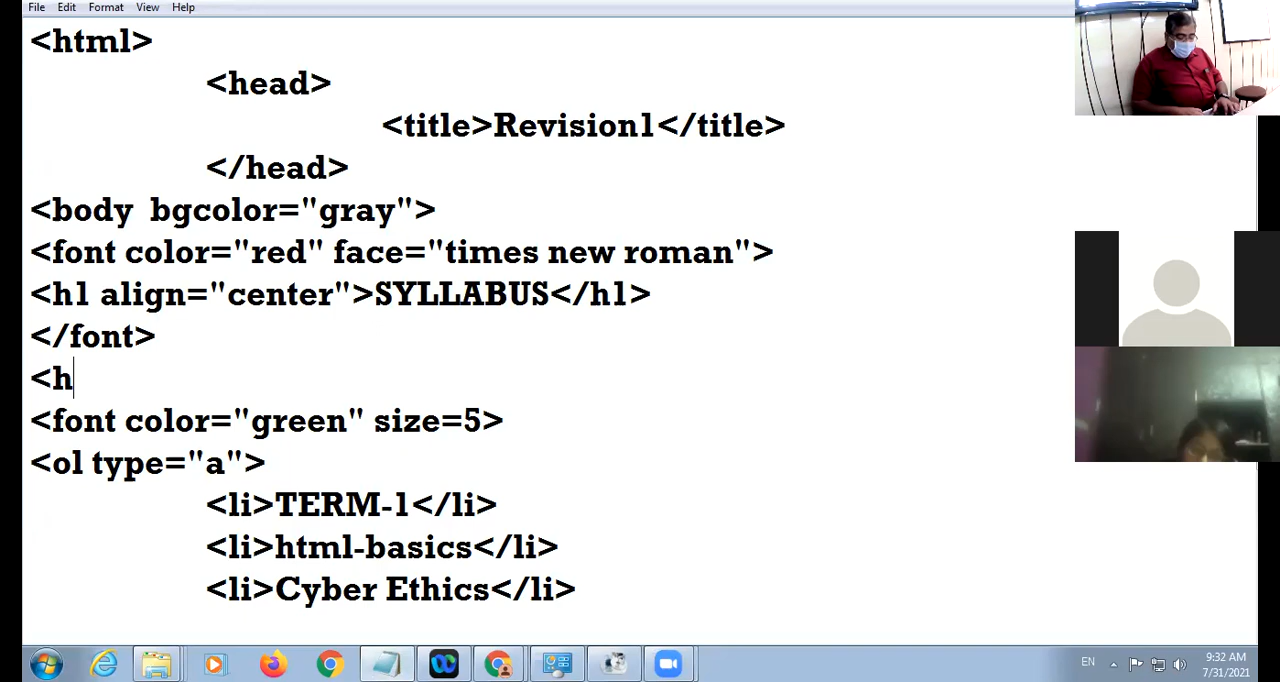 File Edit Format View Help
<html>
<head>
<title>Revision1</title>
</head>
<body  bgcolor="gray">
<font color="red" face="times new roman">
<h1 align="center">SYLLABUS</h1>
</font>
<h
<font color="green" size=5>
<ol type="a">
<li>TERM-1</li>
<li>html-basics</li>
<li>Cyber Ethics</li>
EN
9:32 AM
7/31/2021